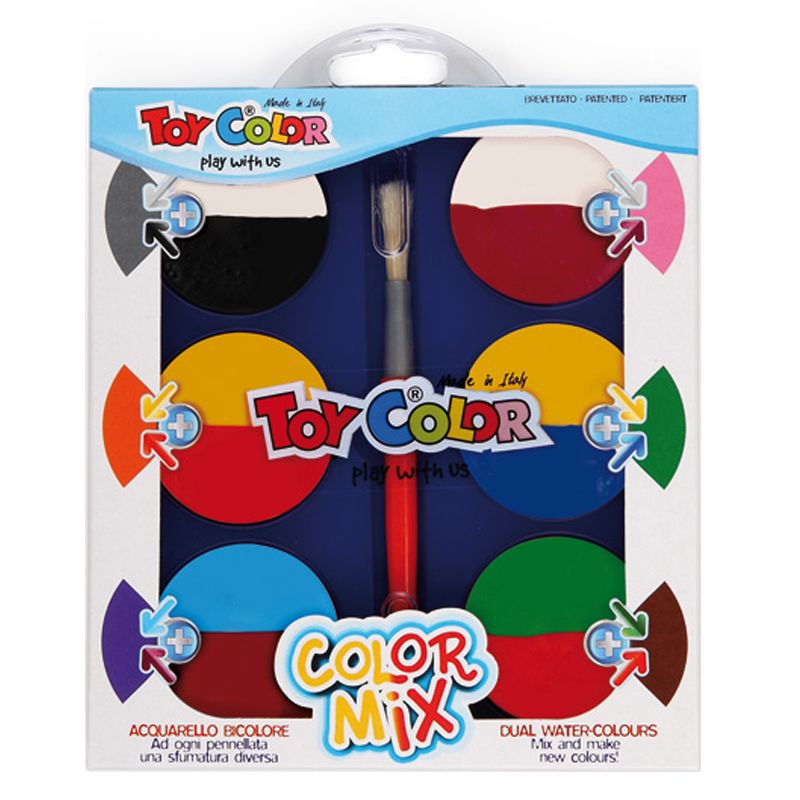 Made in Italy
TOY COLOR®
play with us
BREVETTATO - PATENTED - PATENTIERT
Made in Italy
TOY COLOR®
play with us
COLOR
MiX
ACQUARELLO BICOLORE
Ad ogni pennellata
una sfumatura diversa
DUAL WATER-COLOURS
Mix and make
new colours!